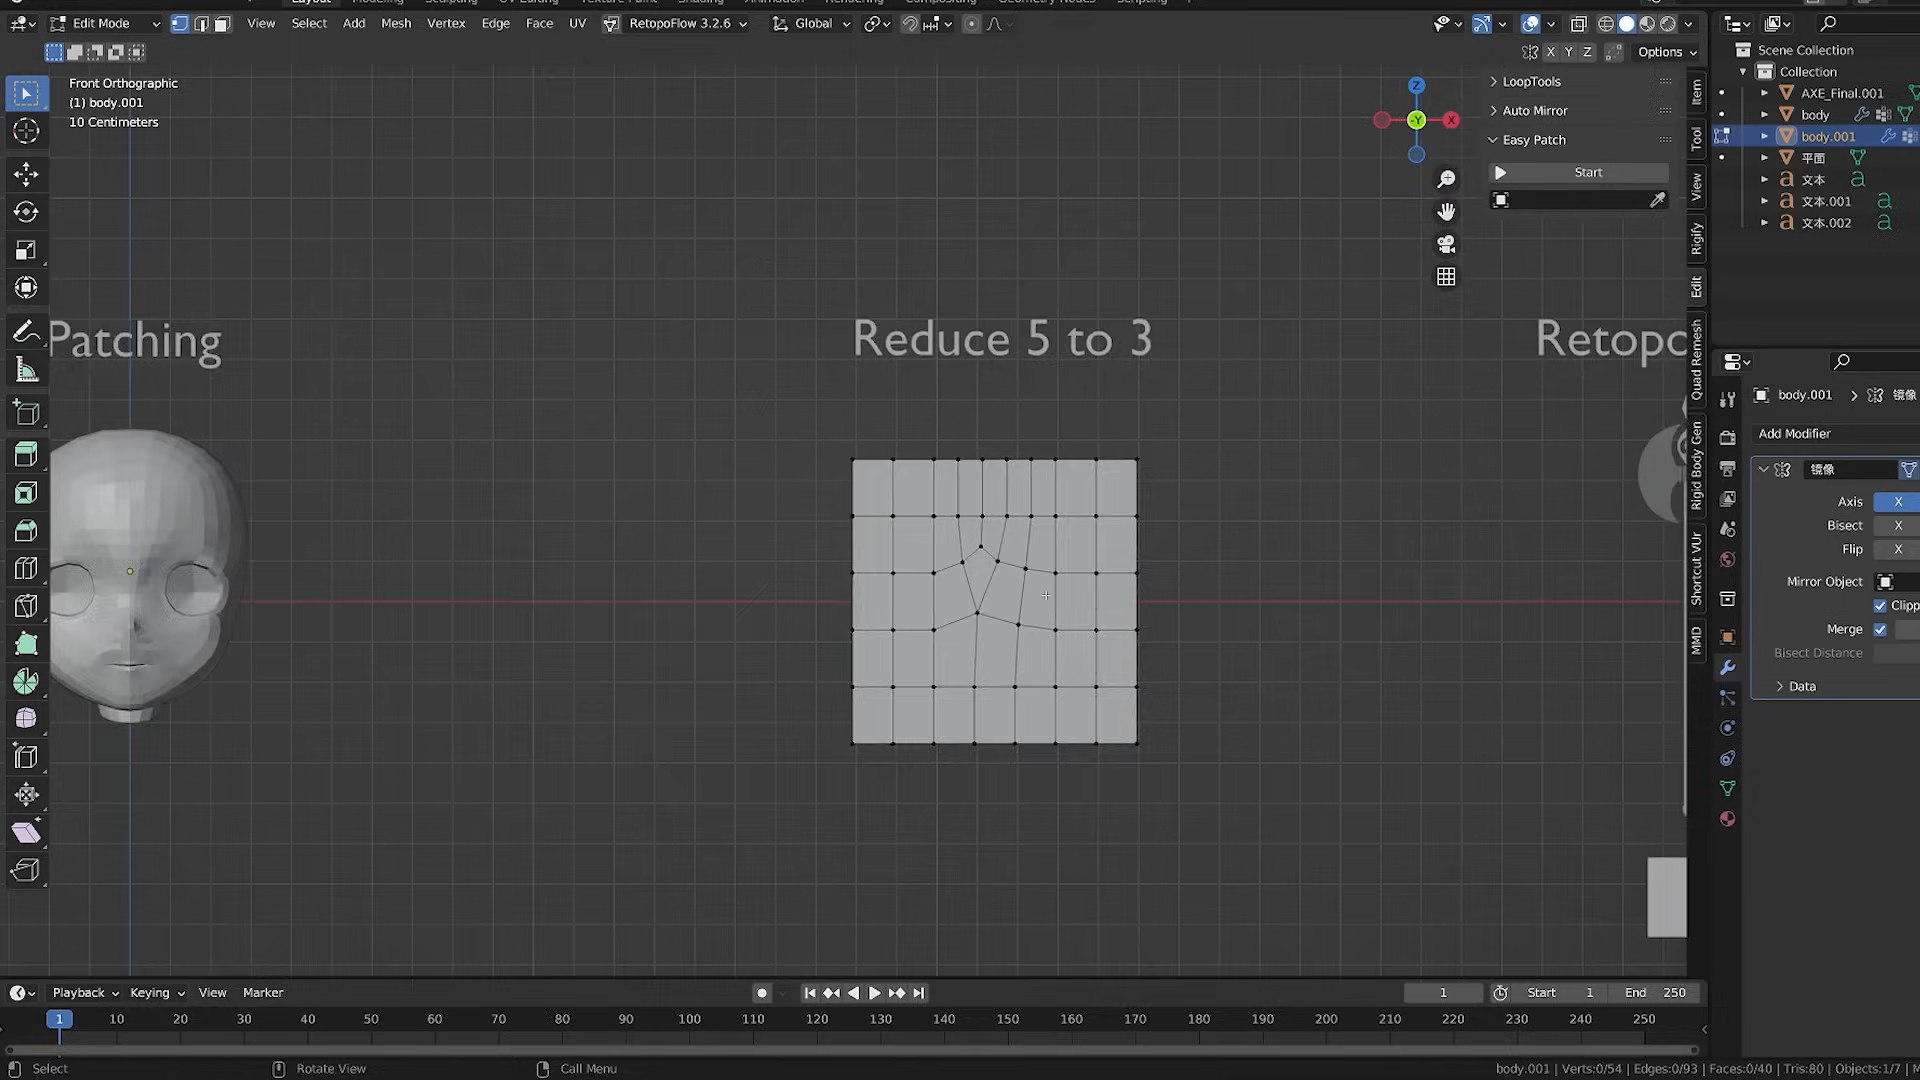 Edit Mode View Select Add Mesh Vertex Edge Face UV RetopoFlow 3.2.6 Global
X Y Z Options
Front Orthographic
(1) body.001
10 Centimeters
Z
-Y X
LoopTools
Auto Mirror
Easy Patch
Start
Item
Tool
View
Rigify
Edit
Quad Remesh
Rigid Body Gen
Shortcut VUr
MMD
Patching
Reduce 5 to 3
Retopo
Scene Collection
Collection
AXE_Final.001
body
body.001
平面
文本
文本.001
文本.002
body.001 > 镜像
Add Modifier
镜像
Axis X
Bisect X
Flip X
Mirror Object
Clipp
Merge
Bisect Distance
Data
Playback Keying View Marker
1 Start 1 End 250
1 10 20 30 40 50 60 70 80 90 100 110 120 130 140 150 160 170 180 190 200 210 220 230 240 250
Select Rotate View Call Menu
body.001 | Verts:0/54 | Edges:0/93 | Faces:0/40 | Tris:80 | Objects:1/7 | M